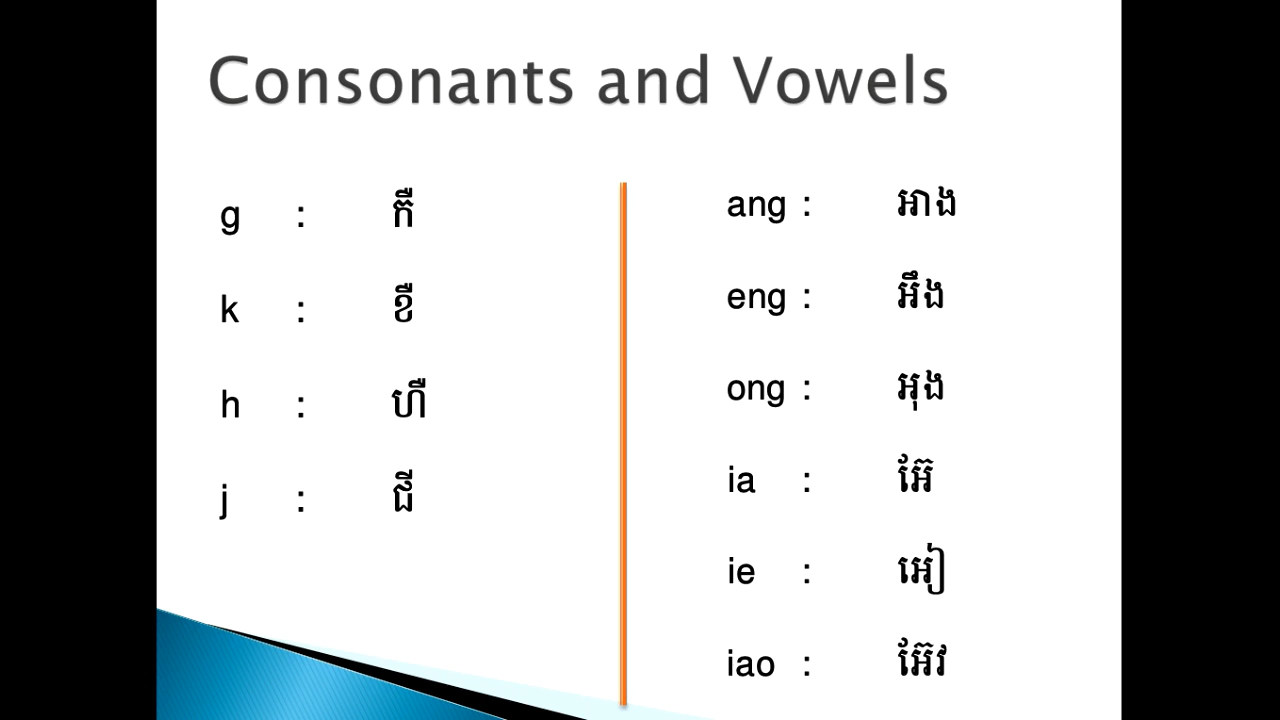 Consonants and Vowels
g : កឺ
k : ខឺ
h : ហឺ
j : ជី
ang : អាង
eng : អឹង
ong : អុង
ia : អ៊ែ
ie : អៀ
iao : អ៊ែវ